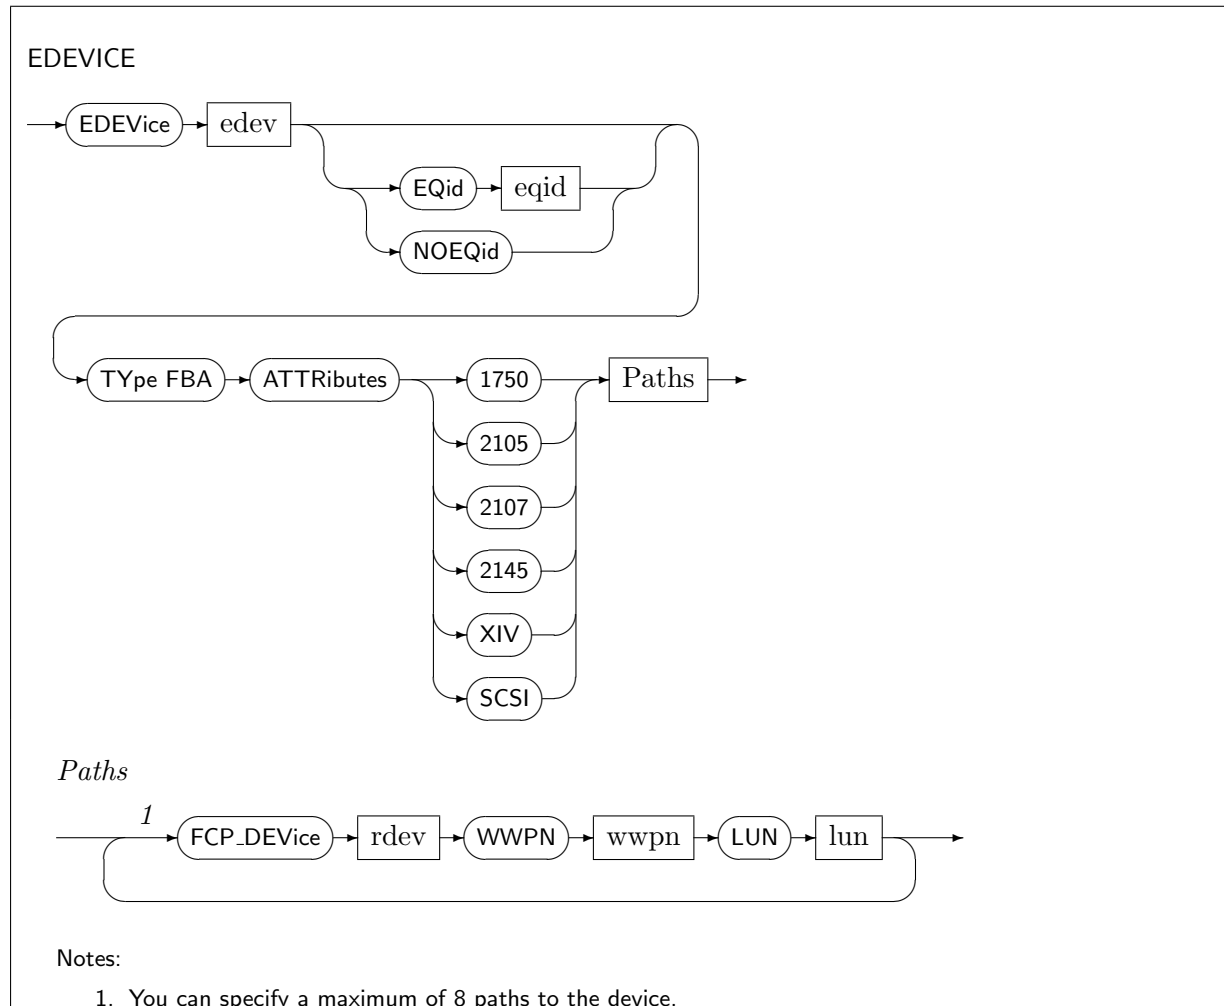 EDEVICE
EDEVice edev
EQid eqid
NOEQid
TYpe FBA ATTRibutes 1750 Paths
2105
2107
2145
XIV
SCSI
Paths
1
FCP_DEVice rdev WWPN wwpn LUN lun
Notes:
1. You can specify a maximum of 8 paths to the device.